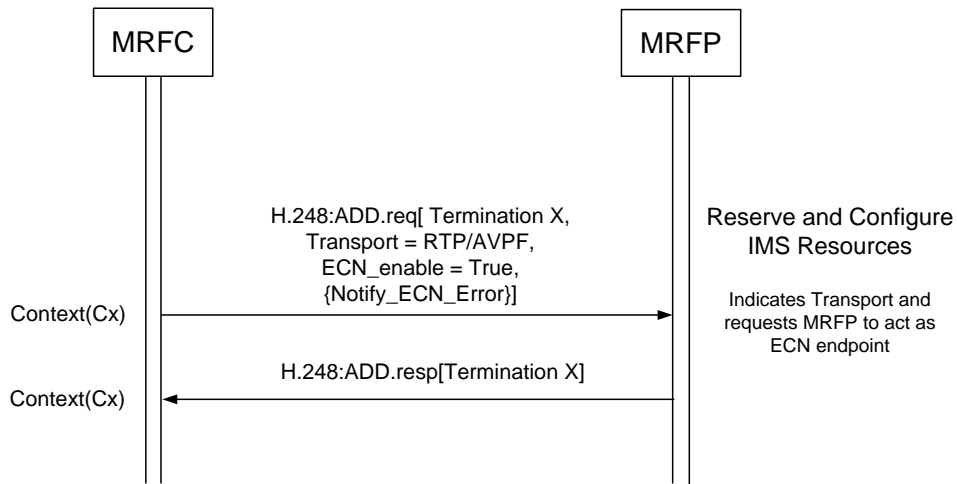 MRFC
MRFP
H.248:ADD.req[ Termination X,
Transport = RTP/AVPF,
ECN_enable = True,
{Notify_ECN_Error}]
Reserve and Configure
IMS Resources
Indicates Transport and
requests MRFP to act as
ECN endpoint
Context(Cx)
H.248:ADD.resp[Termination X]
Context(Cx)